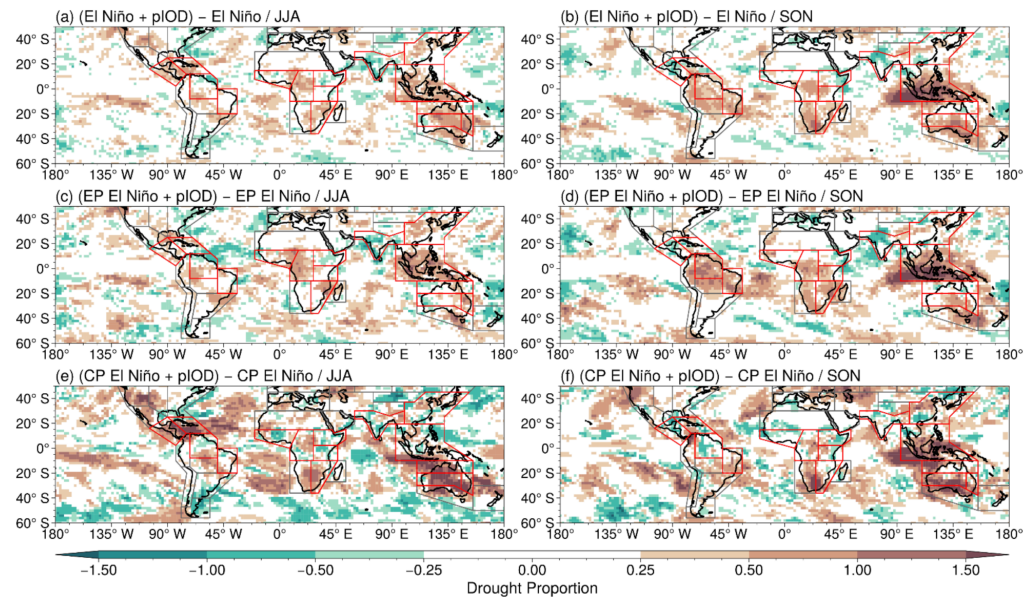 (a) (El Niño + pIOD) − El Niño / JJA
(b) (El Niño + pIOD) − El Niño / SON
40° S
20° S
0°
20° S
40° S
60° S
180° 135° W 90° W 45° W 0° 45° E 90° E 135° E 180°
40° S
20° S
0°
20° S
40° S
60° S
180° 135° W 90° W 45° W 0° 45° E 90° E 135° E 180°
(c) (EP El Niño + pIOD) − EP El Niño / JJA
(d) (EP El Niño + pIOD) − EP El Niño / SON
40° S
20° S
0°
20° S
40° S
60° S
180° 135° W 90° W 45° W 0° 45° E 90° E 135° E 180°
40° S
20° S
0°
20° S
40° S
60° S
180° 135° W 90° W 45° W 0° 45° E 90° E 135° E 180°
(e) (CP El Niño + pIOD) − CP El Niño / JJA
(f) (CP El Niño + pIOD) − CP El Niño / SON
40° S
20° S
0°
20° S
40° S
60° S
180° 135° W 90° W 45° W 0° 45° E 90° E 135° E 180°
40° S
20° S
0°
20° S
40° S
60° S
180° 135° W 90° W 45° W 0° 45° E 90° E 135° E 180°
−1.50 −1.00 −0.50 −0.25 0.00 0.25 0.50 1.00 1.50
Drought Proportion